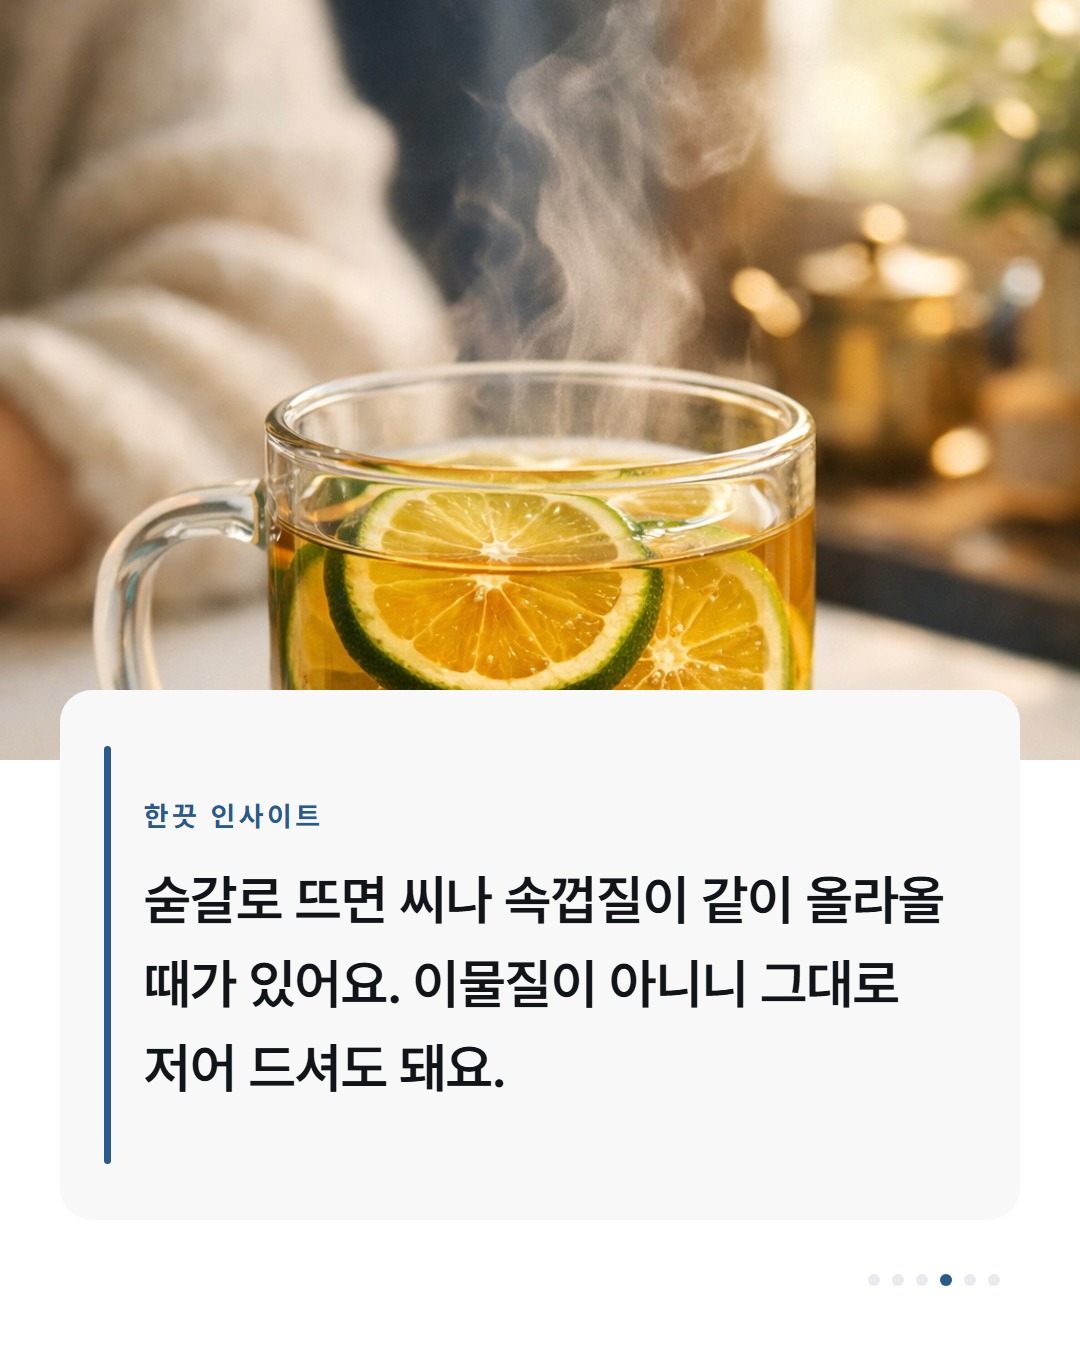 한끗 인사이트
숟갈로 뜨면 씨나 속껍질이 같이 올라올
때가 있어요. 이물질이 아니니 그대로
저어 드셔도 돼요.